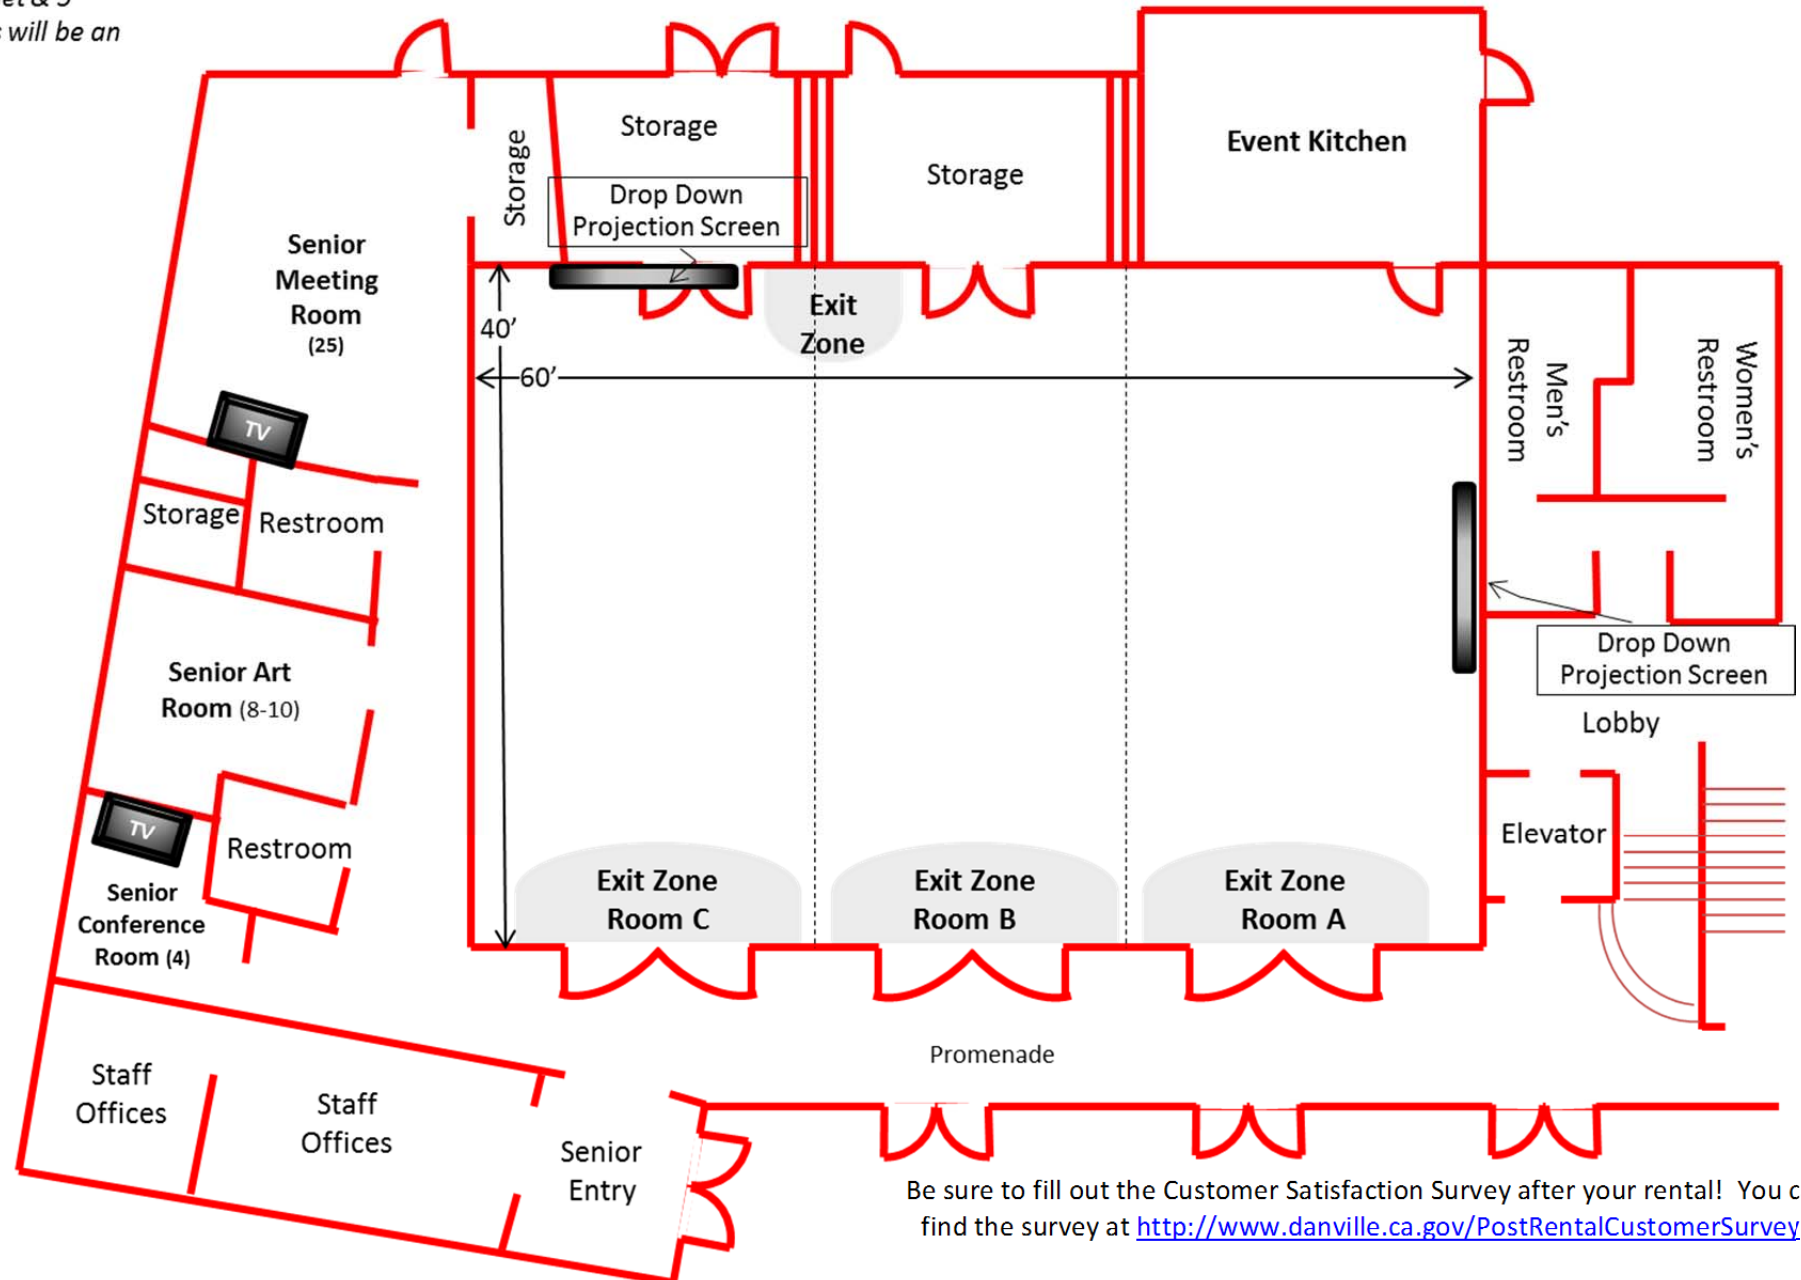 will be an
Storage
Storage
Storage
Event Kitchen
Drop Down
Projection Screen
Senior
Meeting
Room
(25)
Exit
Zone
40’
60’
Men’s
Restroom
Women’s
Restroom
TV
Storage
Restroom
Drop Down
Projection Screen
Senior Art
Room (8-10)
Lobby
TV
Restroom
Elevator
Senior
Conference
Room (4)
Exit Zone
Room C
Exit Zone
Room B
Exit Zone
Room A
Promenade
Staff
Offices
Staff
Offices
Senior
Entry
Be sure to fill out the Customer Satisfaction Survey after your rental! You
find the survey at http://www.danville.ca.gov/PostRentalCustomerSurvey